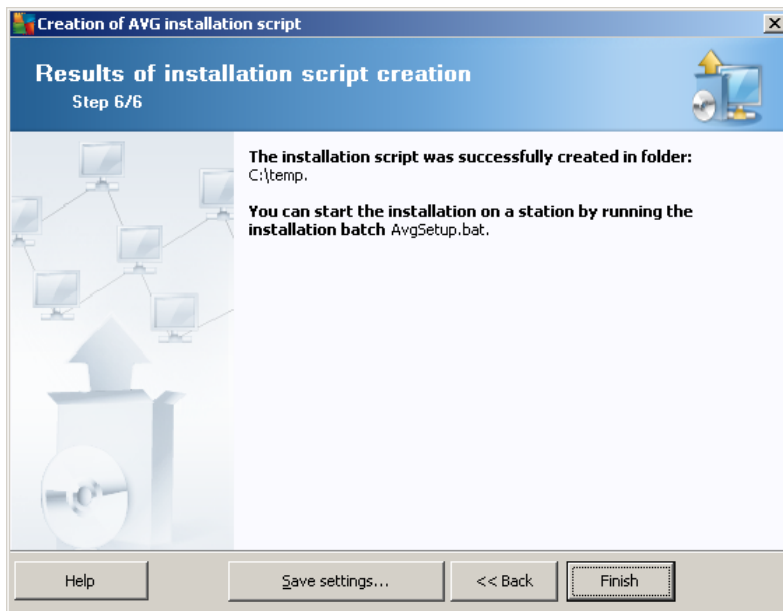 Creation of AVG installation script
Results of installation script creation
Step 6/6
The installation script was successfully created in folder:
C:\temp.
You can start the installation on a station by running the
installation batch AvgSetup.bat.
Help
Save settings...
<< Back
Finish